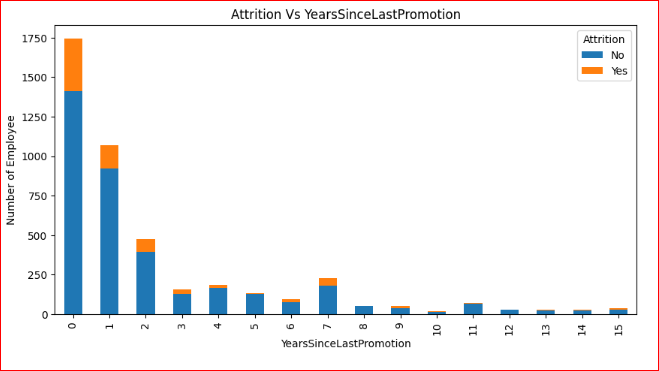 Attrition Vs YearsSinceLastPromotion
Attrition
No
Yes
1750
1500
1250
1000
750
500
250
0
Number of Employee
0 1 2 3 4 5 6 7 8 9 10 11 12 13 14 15
YearsSinceLastPromotion